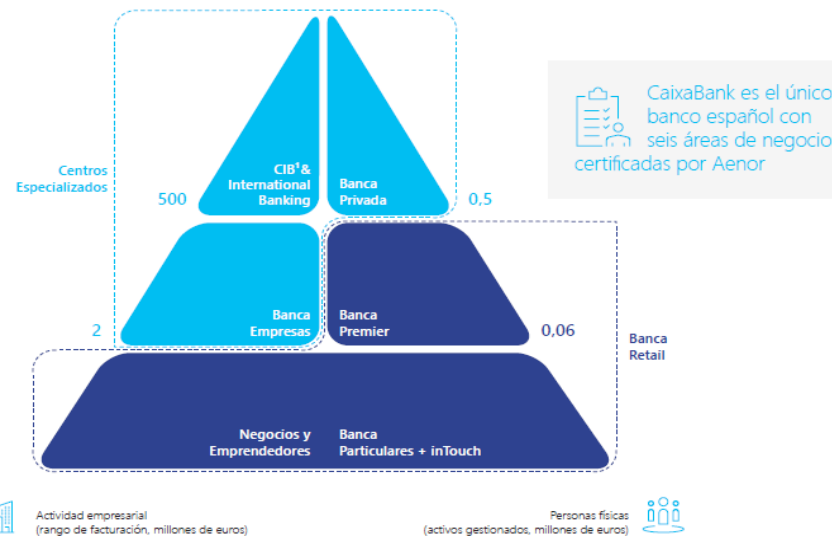 CaixaBank es el único
banco español con
seis áreas de negocio
certificadas por Aenor
Centros
Especializados
500
CIB¹&
International
Banking
Banca
Privada
0,5
2
Banca
Empresas
Banca
Premier
0,06
Banca
Retail
Negocios y
Emprendedores
Banca
Particulares + inTouch
Actividad empresarial
(rango de facturación, millones de euros)
Personas físicas
(activos gestionados, millones de euros)